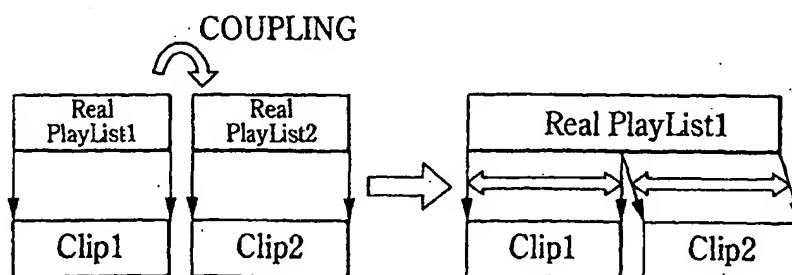 COUPLING
Real
PlayList1
Real
PlayList2
Real PlayList1
Clip1
Clip2
Clip1
Clip2